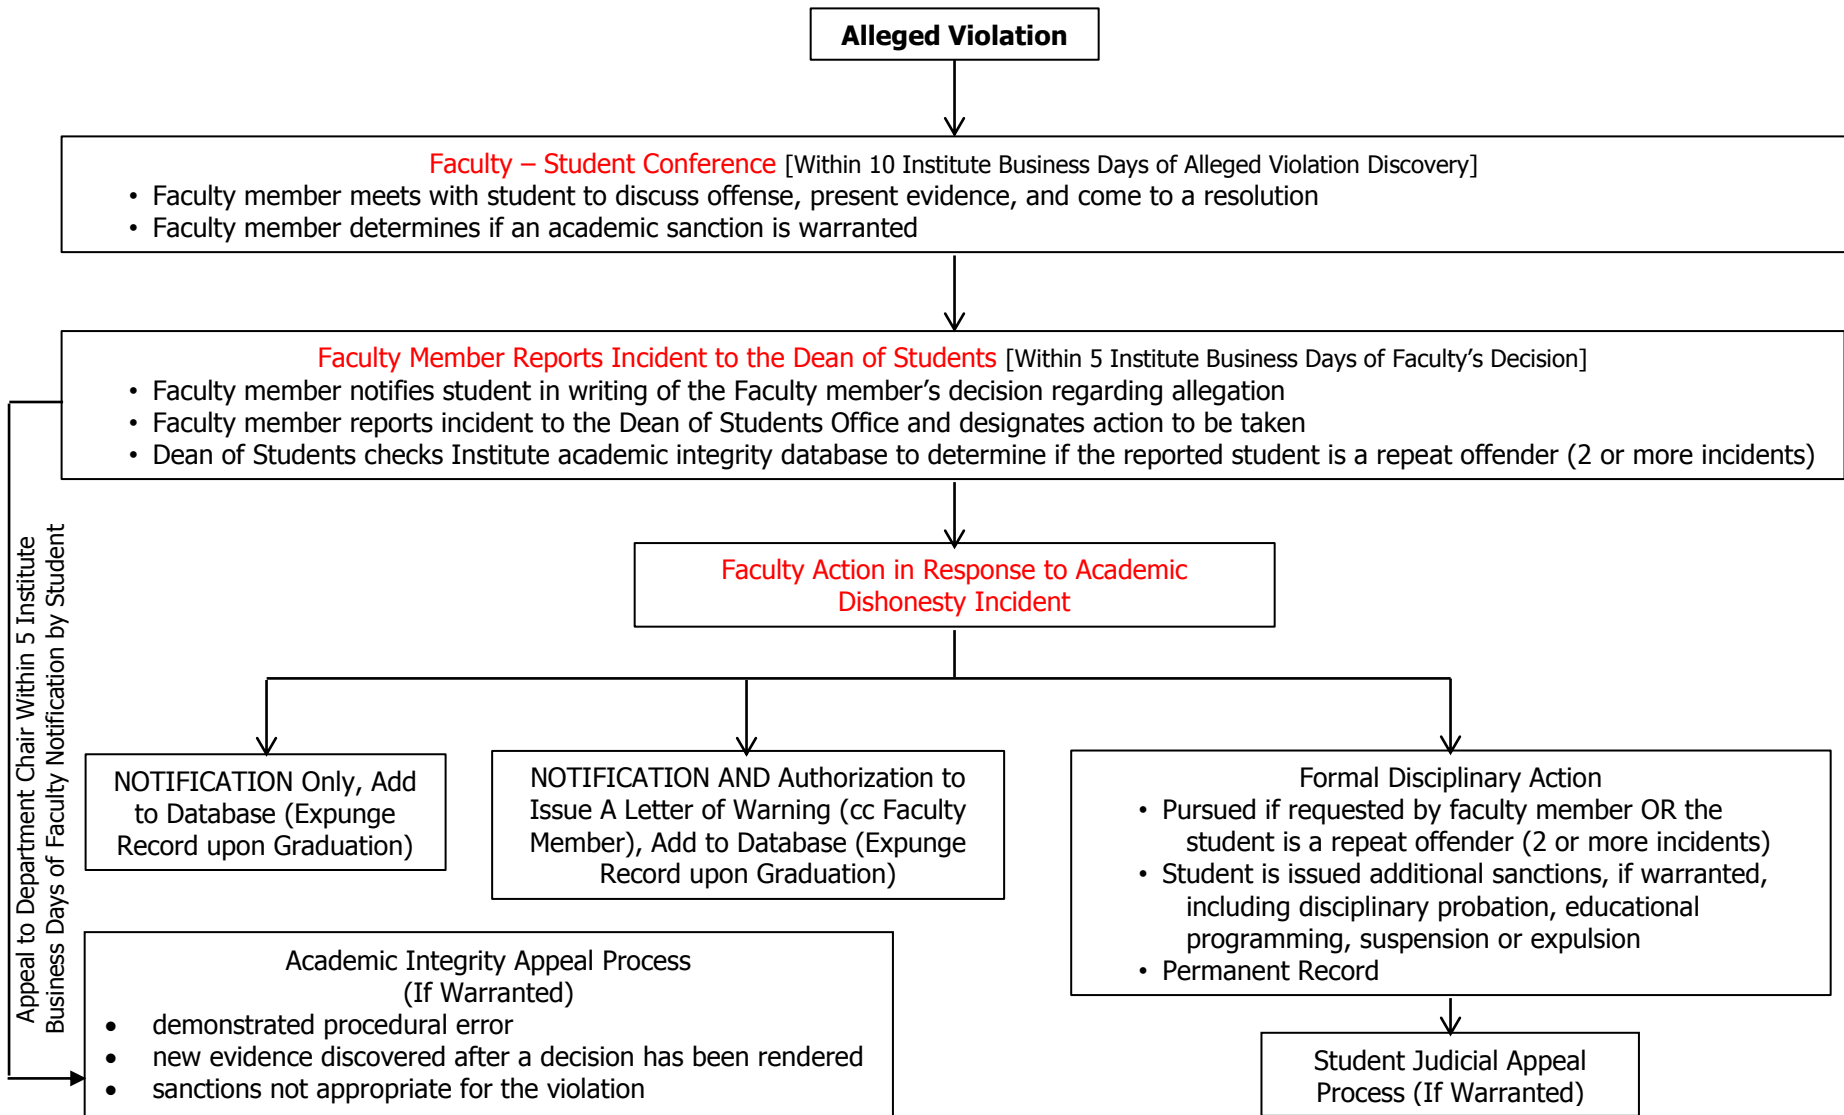 Alleged Violation
Faculty – Student Conference [Within 10 Institute Business Days of Alleged Violation Discovery]
• Faculty member meets with student to discuss offense, present evidence, and come to a resolution
• Faculty member determines if an academic sanction is warranted
Faculty Member Reports Incident to the Dean of Students [Within 5 Institute Business Days of Faculty’s Decision]
• Faculty member notifies student in writing of the Faculty member’s decision regarding allegation
• Faculty member reports incident to the Dean of Students Office and designates action to be taken
• Dean of Students checks Institute academic integrity database to determine if the reported student is a repeat offender (2 or more incidents)
Appeal to Department Chair Within 5 Institute
Business Days of Faculty Notification by Student
Faculty Action in Response to Academic
Dishonesty Incident
NOTIFICATION Only, Add
to Database (Expunge
Record upon Graduation)
NOTIFICATION AND Authorization to
Issue A Letter of Warning (cc Faculty
Member), Add to Database (Expunge
Record upon Graduation)
Formal Disciplinary Action
• Pursued if requested by faculty member OR the
student is a repeat offender (2 or more incidents)
• Student is issued additional sanctions, if warranted,
including disciplinary probation, educational
programming, suspension or expulsion
• Permanent Record
Academic Integrity Appeal Process
(If Warranted)
• demonstrated procedural error
• new evidence discovered after a decision has been rendered
• sanctions not appropriate for the violation
Student Judicial Appeal
Process (If Warranted)